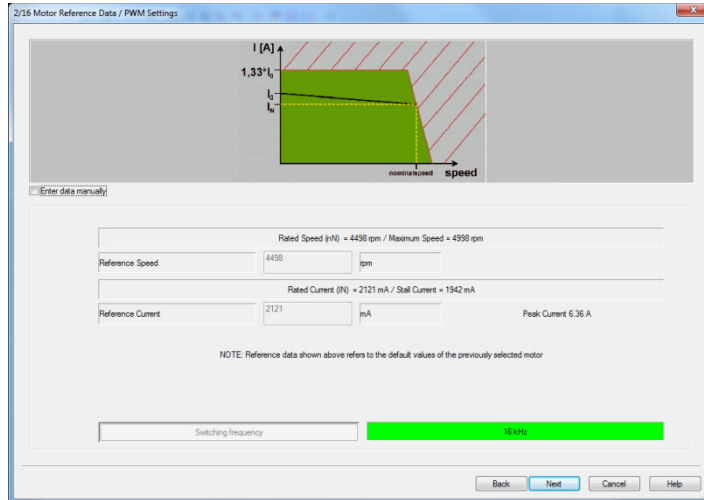 2/16 Motor Reference Data / PWM Settings
I [A]
1,33*I₀
I₀
I_N
nominalspeed speed
Enter data manually
Rated Speed (nN) = 4498 rpm / Maximum Speed = 4998 rpm
Reference Speed 4498 rpm
Rated Current (IN) = 2121 mA / Stall Current = 1942 mA
Reference Current 2121 mA Peak Current 6.36 A
NOTE: Reference data shown above refers to the default values of the previously selected motor
Switching frequency 16 kHz
Back Next Cancel Help